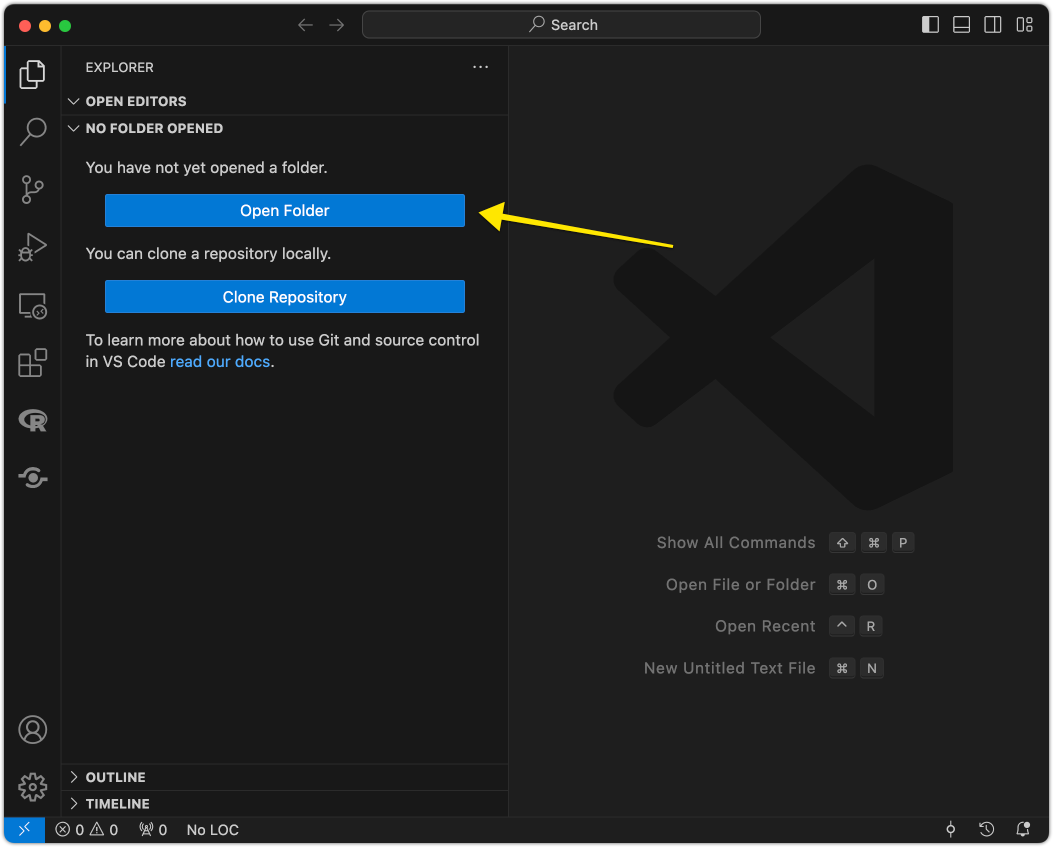 Search
EXPLORER
OPEN EDITORS
NO FOLDER OPENED
You have not yet opened a folder.
Open Folder
You can clone a repository locally.
Clone Repository
To learn more about how to use Git and source control
in VS Code read our docs.
Show All Commands ⇧ ⌘ P
Open File or Folder ⌘ O
Open Recent ^ R
New Untitled Text File ⌘ N
OUTLINE
TIMELINE
0 0 0 No LOC